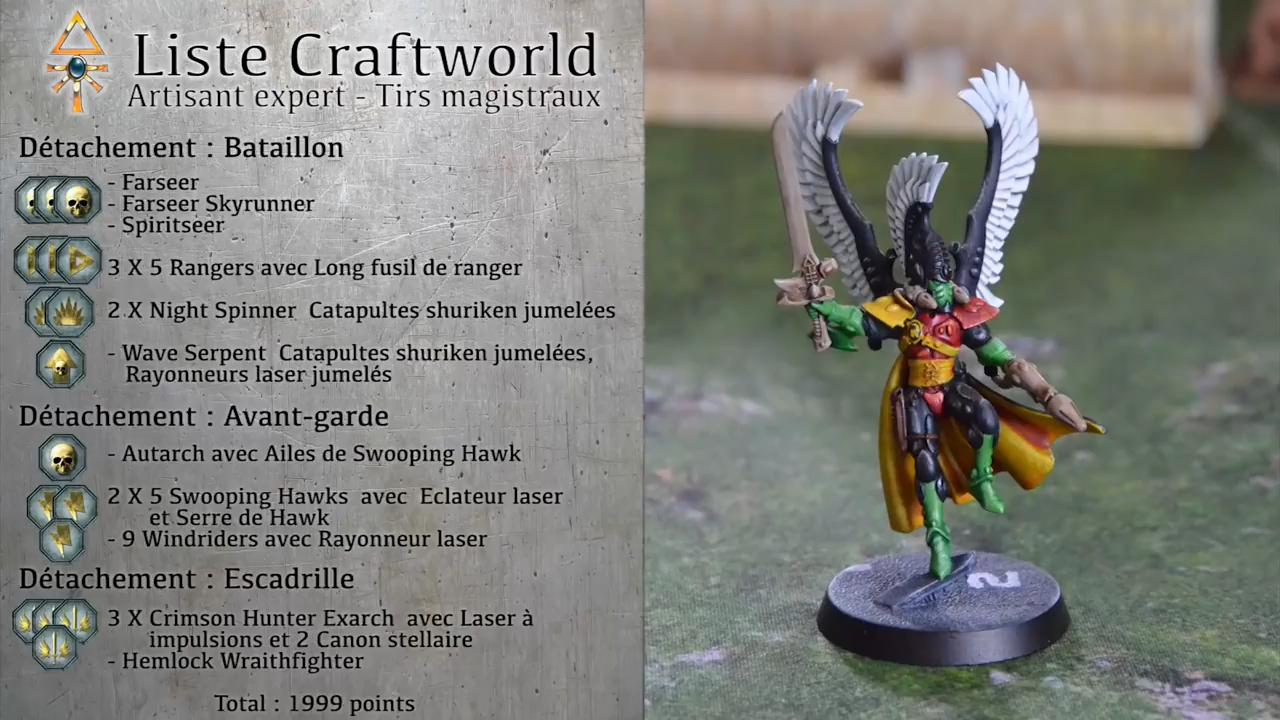 Liste Craftworld
Artisant expert - Tirs magistraux
Détachement : Bataillon
- Farseer
- Farseer Skyrunner
- Spiritseer
3 X 5 Rangers avec Long fusil de ranger
2 X Night Spinner Catapultes shuriken jumelées
- Wave Serpent Catapultes shuriken jumelées,
Rayonneurs laser jumelés
Détachement : Avant-garde
- Autarch avec Ailes de Swooping Hawk
2 X 5 Swooping Hawks avec Eclateur laser
et Serre de Hawk
- 9 Windriders avec Rayonneur laser
Détachement : Escadrille
3 X Crimson Hunter Exarch avec Laser à
impulsions et 2 Canon stellaire
- Hemlock Wraithfighter
Total : 1999 points
2